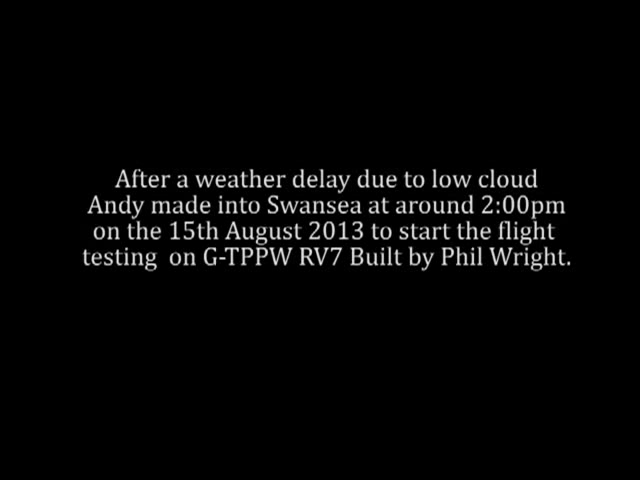 After a weather delay due to low cloud
Andy made into Swansea at around 2:00pm
on the 15th August 2013 to start the flight
testing  on G-TPPW RV7 Built by Phil Wright.